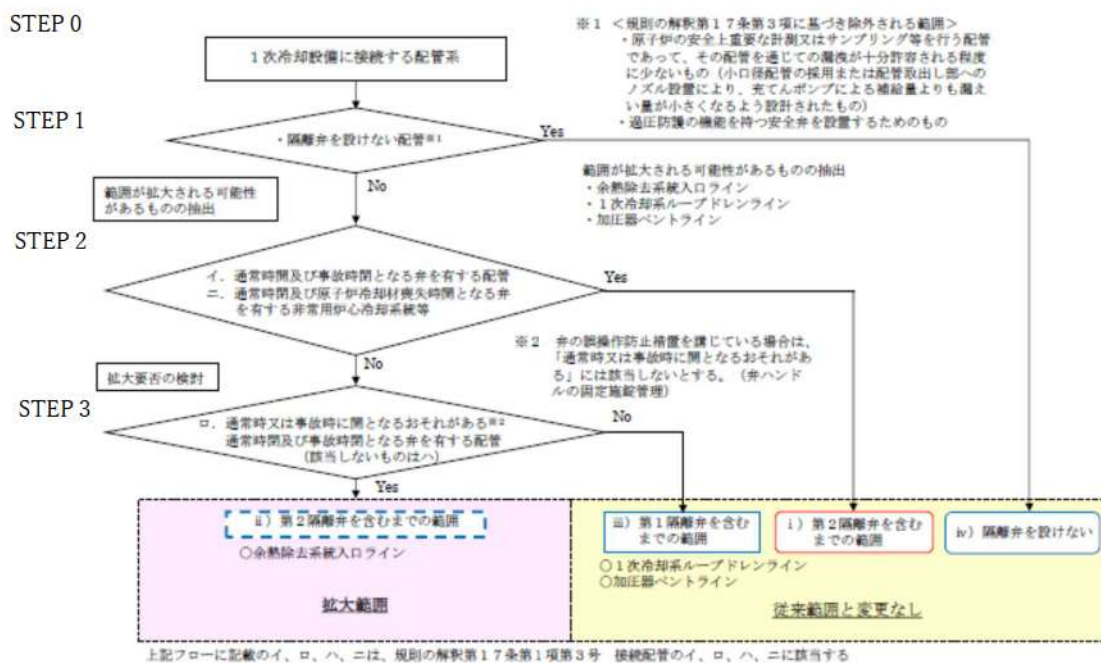 STEP 0
1次冷却設備に接続する配管系
※1 <規則の解釈第17条第3項に基づき除外される範囲>
・原子炉の安全上重要な計測又はサンプリング等を行う配管
であって、その配管を通じての漏洩が十分許容される程度
に少ないもの（小口径配管の採用または配管取出し部への
ノズル設置により、充てんポンプによる補給量よりも漏え
い量が小さくなるよう設計されたもの）
・過圧防護の機能を持つ安全弁を設置するためのもの
STEP 1
・隔離弁を設けない配管※1
Yes
No
範囲が拡大される可能性
があるものの抽出
範囲が拡大される可能性があるものの抽出
・余熱除去系統入口ライン
・1次冷却系ループドレンライン
・加圧器ベントライン
STEP 2
イ．通常時開及び事故時閉となる弁を有する配管
ニ．通常時閉及び原子炉冷却材喪失時開となる弁
を有する非常用炉心冷却系統等
Yes
No
※2 弁の誤操作防止措置を講じている場合は、
「通常時又は事故時に開となるおそれがあ
る」には該当しないとする。（弁ハンド
ルの固定施錠管理）
拡大要否の検討
STEP 3
ロ．通常時又は事故時に開となるおそれがある※2
通常時閉及び事故時閉となる弁を有する配管
（該当しないものはハ）
No
Yes
ⅱ）第2隔離弁を含むまでの範囲
○余熱除去系統入口ライン
拡大範囲
ⅲ）第1隔離弁を含む
までの範囲
○1次冷却系ループドレンライン
○加圧器ベントライン
ⅰ）第2隔離弁を含む
までの範囲
ⅳ）隔離弁を設けない
従来範囲と変更なし
上記フローに記載のイ、ロ、ハ、ニは、規則の解釈第17条第1項第3号 接続配管のイ、ロ、ハ、ニに該当する